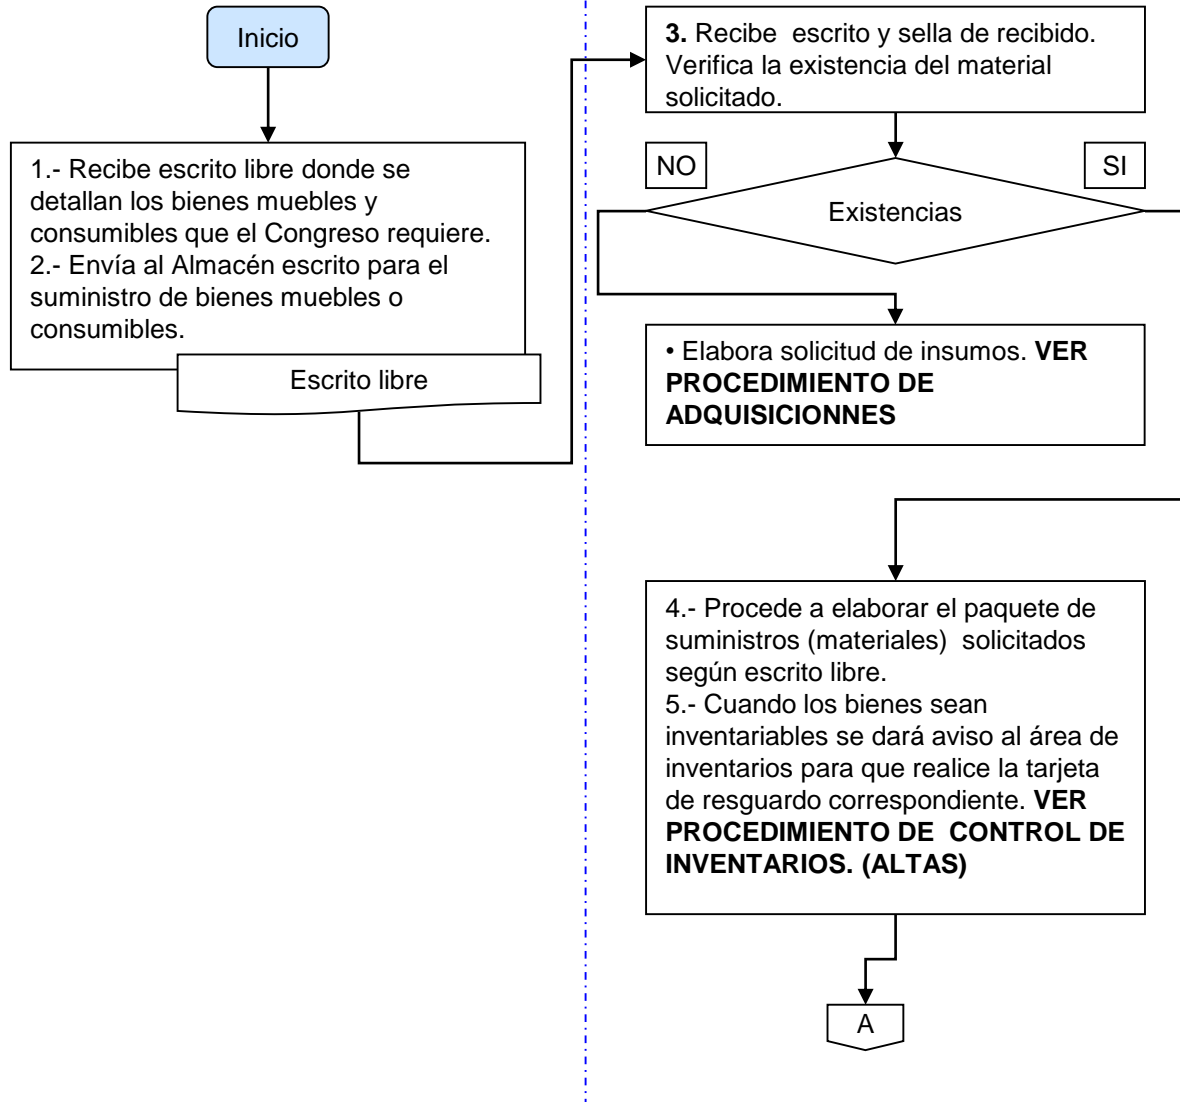 Inicio
1.- Recibe escrito libre donde se
detallan los bienes muebles y
consumibles que el Congreso requiere.
2.- Envía al Almacén escrito para el
suministro de bienes muebles o
consumibles.
Escrito libre
3. Recibe escrito y sella de recibido.
Verifica la existencia del material
solicitado.
NO
SI
Existencias
• Elabora solicitud de insumos. VER
PROCEDIMIENTO DE
ADQUISICIONNES
4.- Procede a elaborar el paquete de
suministros (materiales) solicitados
según escrito libre.
5.- Cuando los bienes sean
inventariables se dará aviso al área de
inventarios para que realice la tarjeta
de resguardo correspondiente. VER
PROCEDIMIENTO DE CONTROL DE
INVENTARIOS. (ALTAS)
A